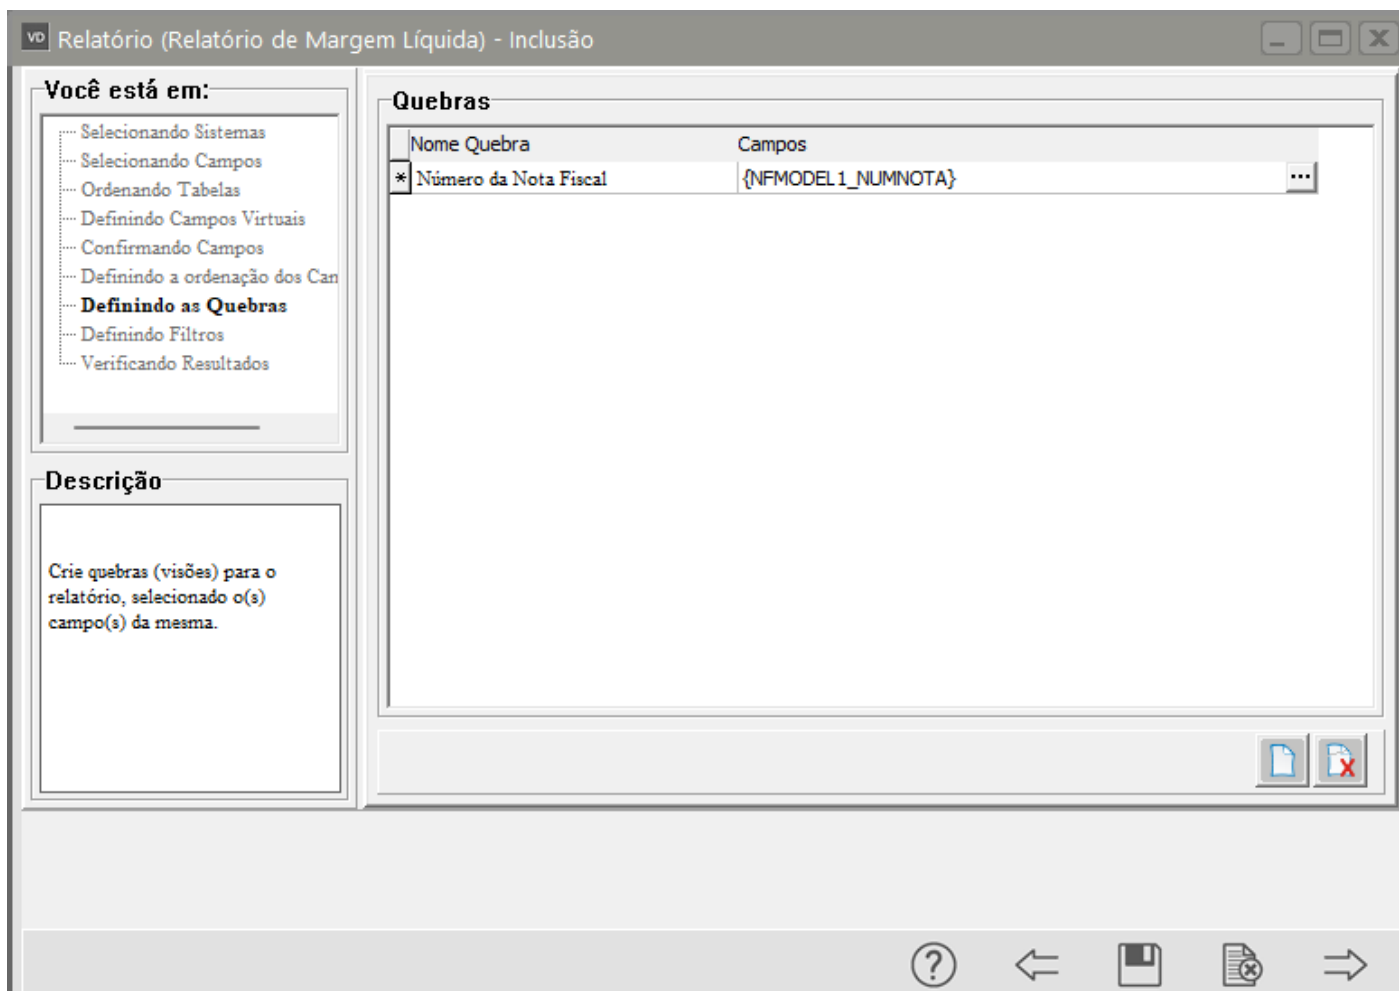 VD Relatório (Relatório de Margem Líquida) - Inclusão
Você está em:
Selecionando Sistemas
Selecionando Campos
Ordenando Tabelas
Definindo Campos Virtuais
Confirmando Campos
Definindo a ordenação dos Can
Definindo as Quebras
Definindo Filtros
Verificando Resultados
Descrição
Crie quebras (visões) para o
relatório, selecionado o(s)
campo(s) da mesma.
Quebras
Nome Quebra Campos
* Número da Nota Fiscal {NFMODEL1_NUMNOTA} ...